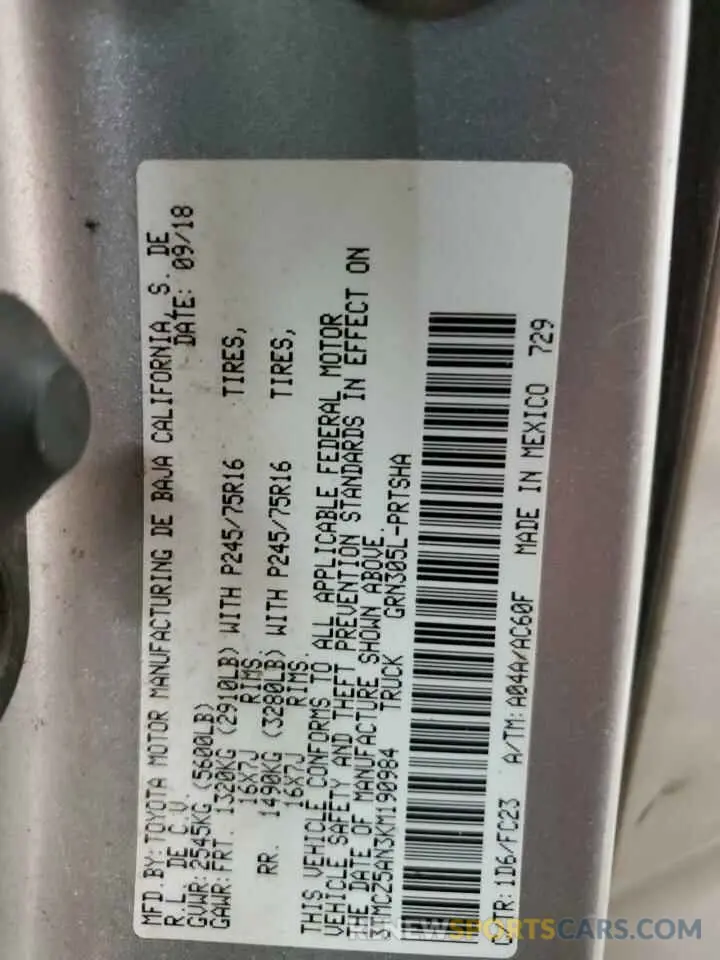 MFD.BY: TOYOTA MOTOR MANUFACTURING DE BAJA CALIFORNIA, S. DE
R.L. DE C.V. DATE: 09/18
GVWR: 2545KG (5600LB)
GAWR: FRT. 1320KG (2910LB) WITH P245/75R16 TIRES,
16X7J RIMS,
RR. 1490KG (3280LB) WITH P245/75R16 TIRES,
16X7J RIMS.
THIS VEHICLE CONFORMS TO ALL APPLICABLE FEDERAL MOTOR
VEHICLE SAFETY AND THEFT PREVENTION STANDARDS IN EFFECT ON
THE DATE OF MANUFACTURE SHOWN ABOVE.
3TMCZ5AN3KM190984 TRUCK GRN305L-PRTSHA
C/TR: 1D6/FC23 A/TM: A04A/AC60F MADE IN MEXICO 729
RENEWSPORTSCARS.COM